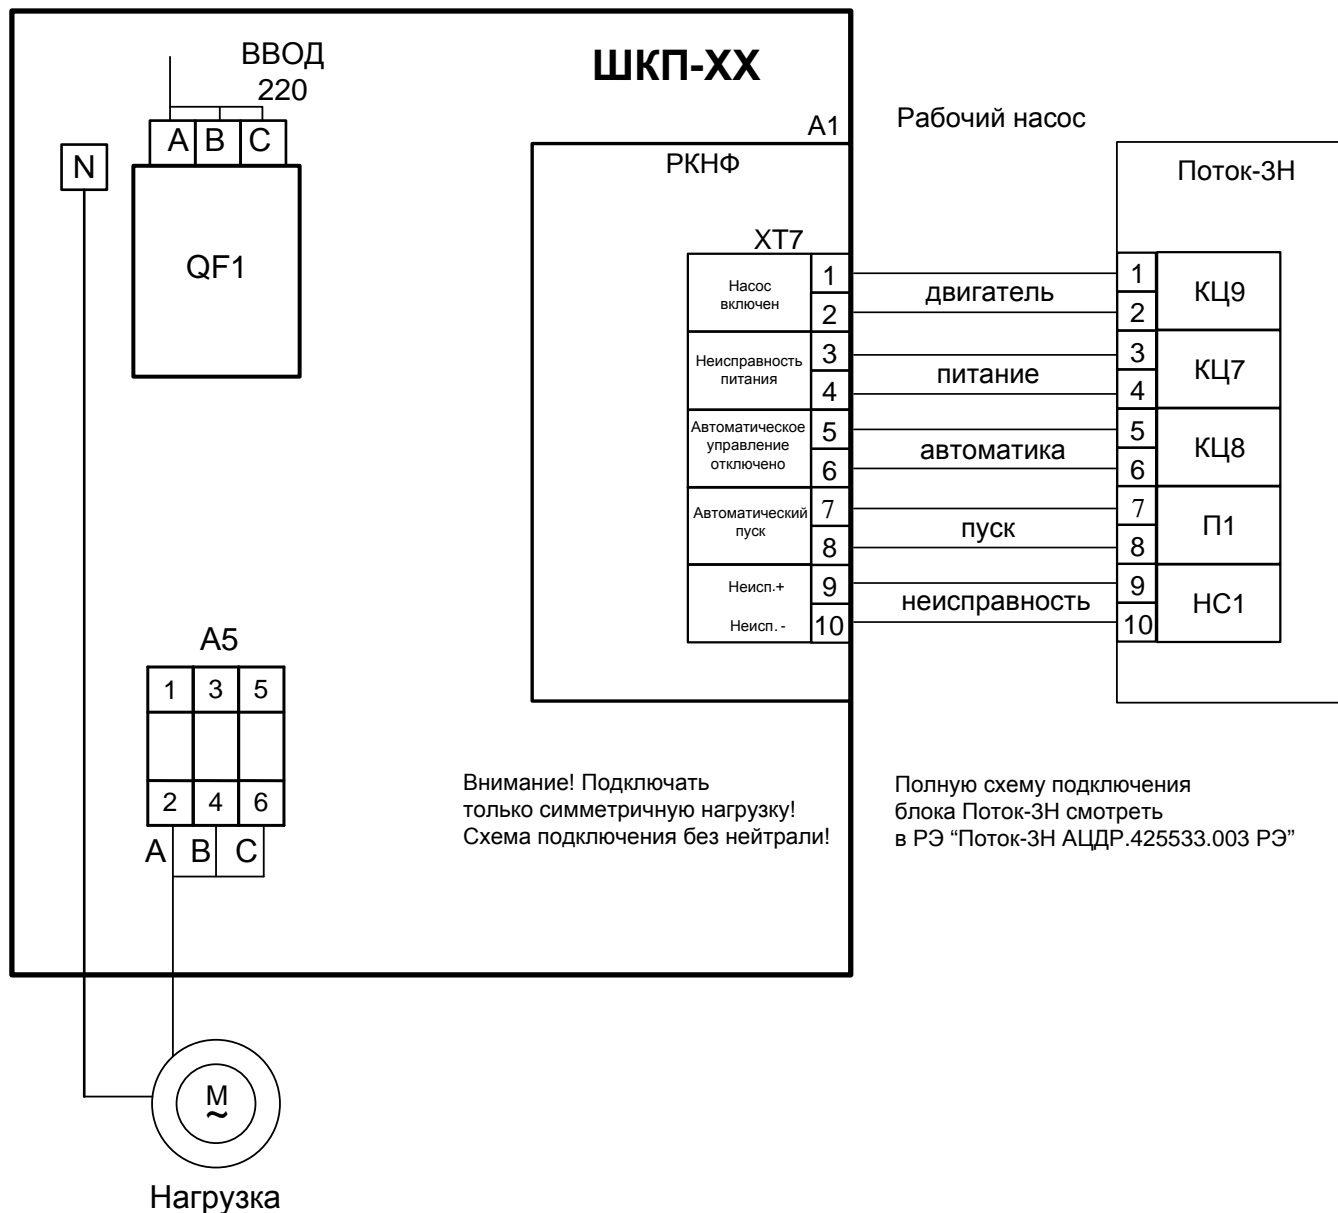 ВВОД
220
ШКП-ХХ
А В С
N
QF1
А1
РКНФ
Рабочий насос
Поток-3Н
XT7
Насос
включен
1
2
двигатель
1
2
КЦ9
Неисправность
питания
3
4
питание
3
4
КЦ7
Автоматическое
управление
отключено
5
6
автоматика
5
6
КЦ8
Автоматический
пуск
7
8
пуск
7
8
П1
Неисп.+
Неисп. -
9
10
неисправность
9
10
НС1
А5
1 3 5
2 4 6
А В С
Внимание! Подключать
только симметричную нагрузку!
Схема подключения без нейтрали!
Полную схему подключения
блока Поток-3Н смотреть
в РЭ “Поток-3Н АЦДР.425533.003 РЭ”
М
~
Нагрузка